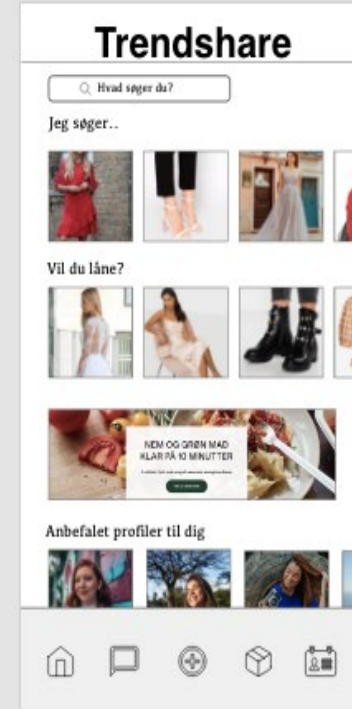 Trendshare
Hvad søger du?
Jeg søger..
Vil du låne?
NEM OG GRØN MAD
KLAR PÅ 10 MINUTTER
Anbefalet profiler til dig